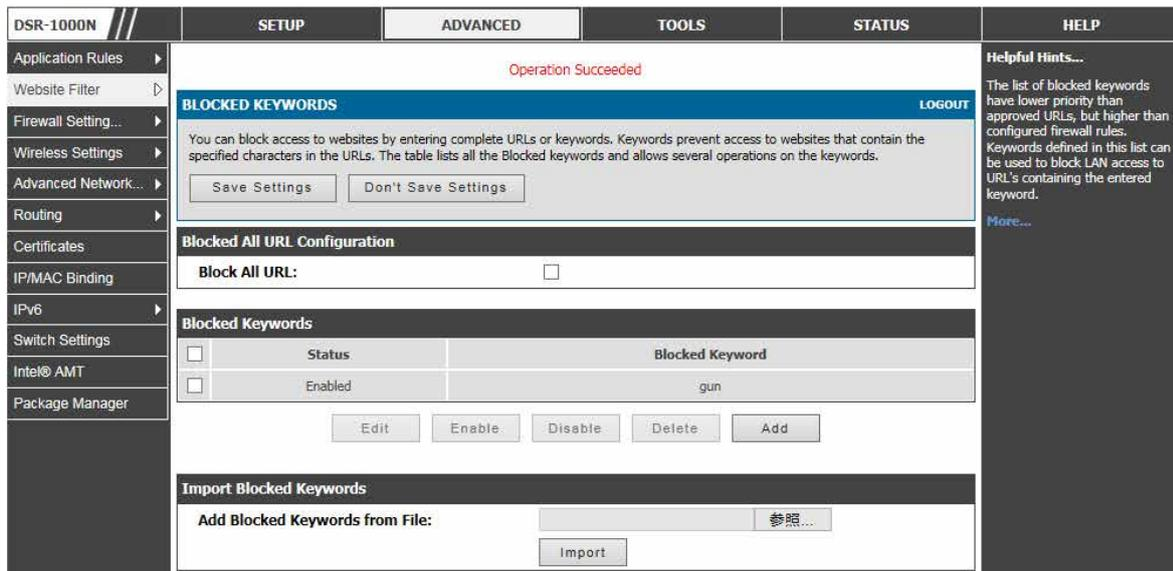 DSR-1000N
SETUP
ADVANCED
TOOLS
STATUS
HELP
Application Rules
Website Filter
Firewall Setting...
Wireless Settings
Advanced Network...
Routing
Certificates
IP/MAC Binding
IPv6
Switch Settings
Intel® AMT
Package Manager
Operation Succeeded
BLOCKED KEYWORDS
LOGOUT
You can block access to websites by entering complete URLs or keywords. Keywords prevent access to websites that contain the
specified characters in the URLs. The table lists all the Blocked keywords and allows several operations on the keywords.
Save Settings
Don't Save Settings
Blocked All URL Configuration
Block All URL:
Blocked Keywords
Status
Blocked Keyword
Enabled
gun
Edit
Enable
Disable
Delete
Add
Import Blocked Keywords
Add Blocked Keywords from File:
参照...
Import
Helpful Hints...
The list of blocked keywords
have lower priority than
approved URLs, but higher than
configured firewall rules.
Keywords defined in this list can
be used to block LAN access to
URL's containing the entered
keyword.
More...